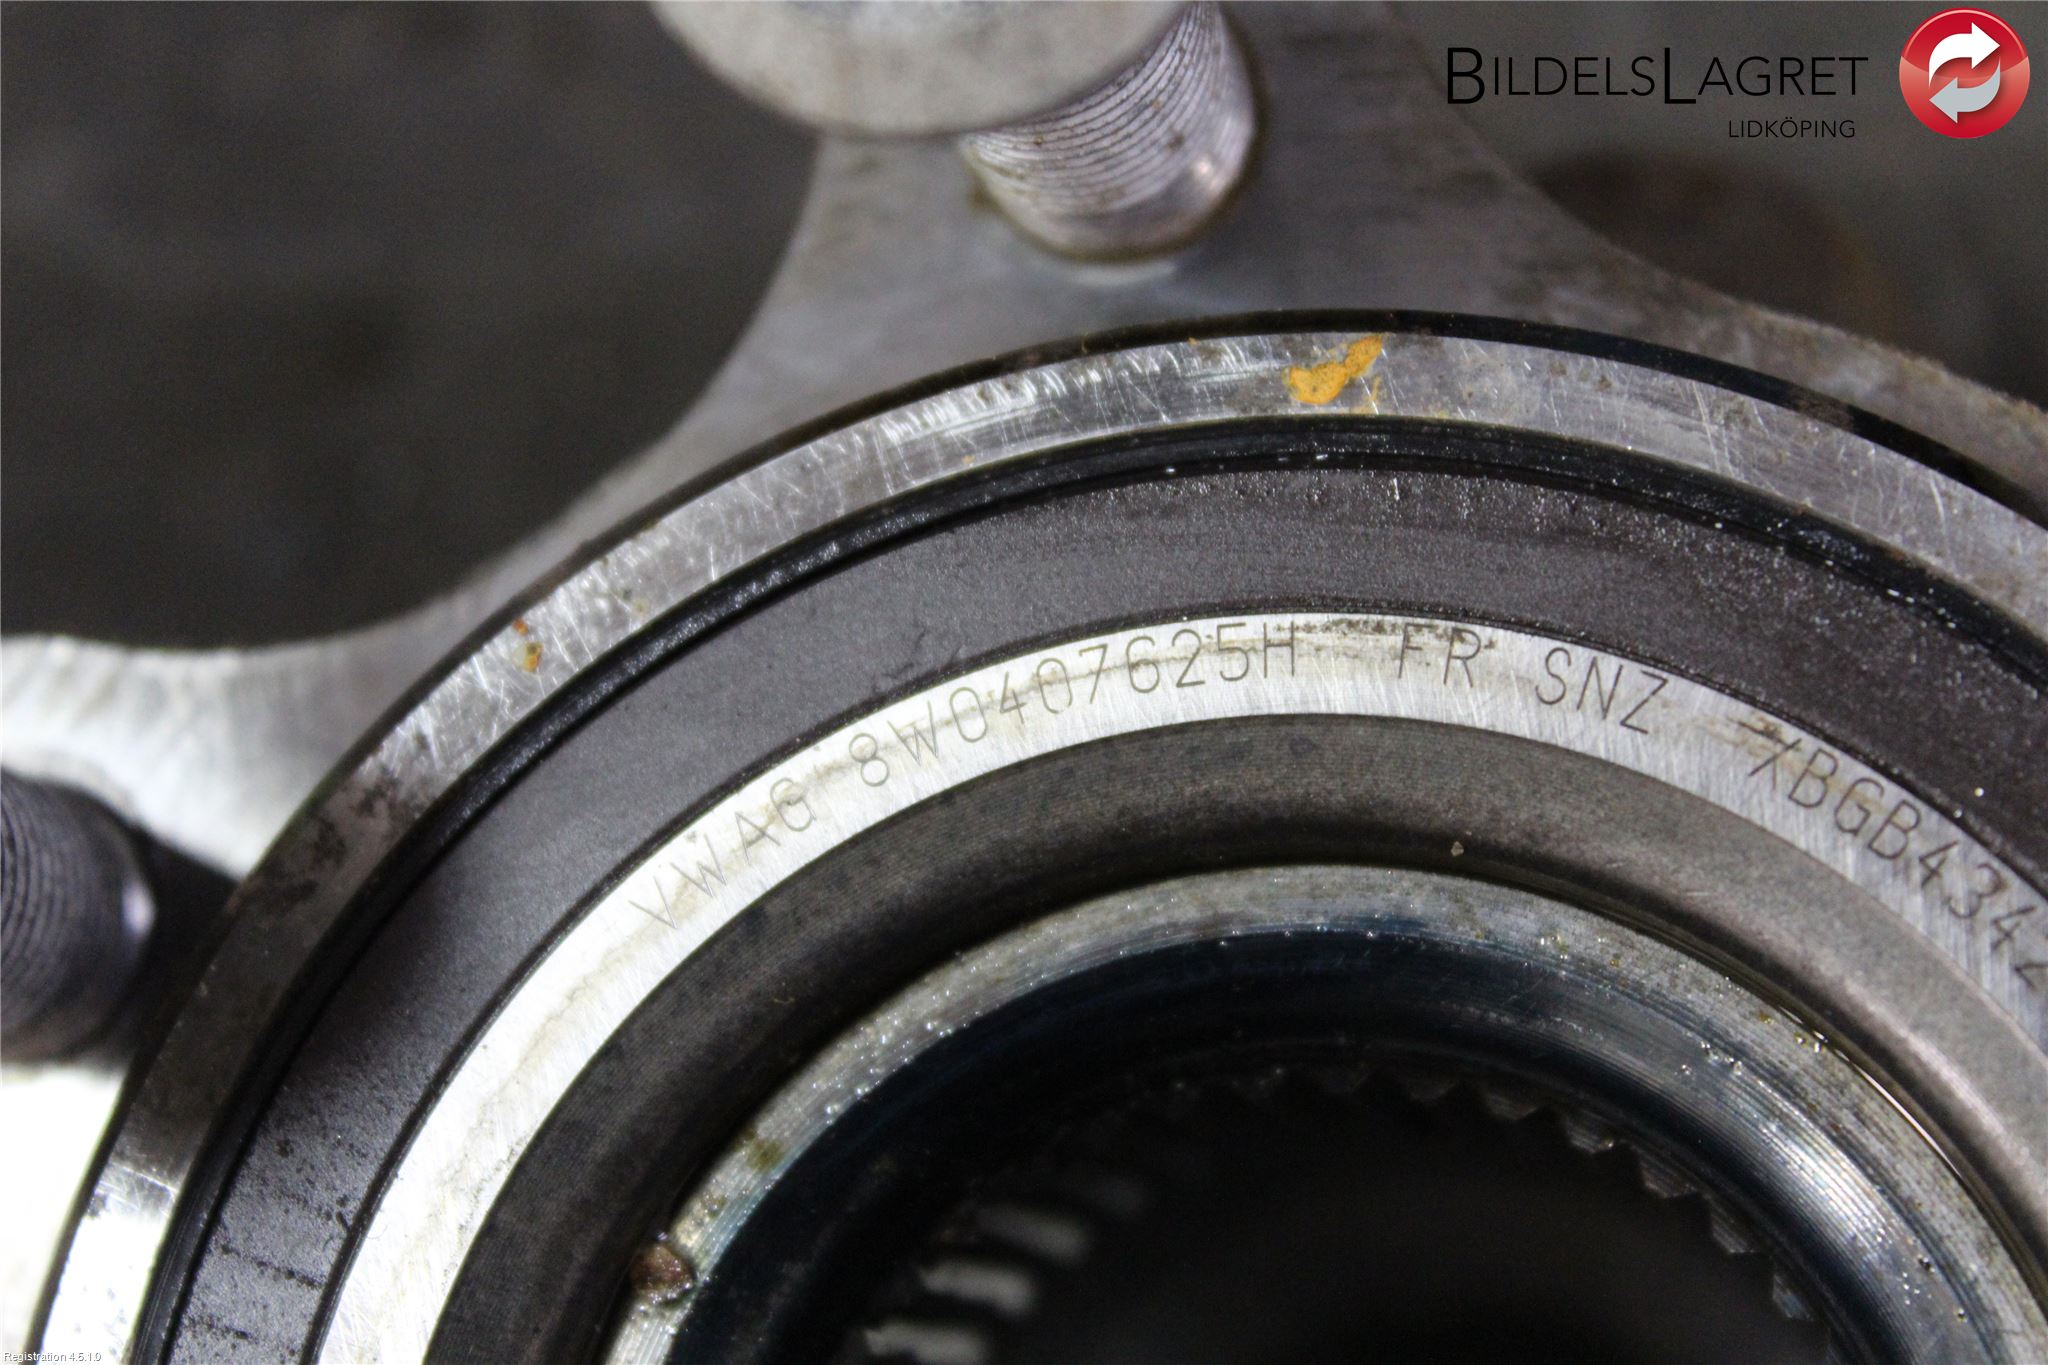 BILDELSLAGRET
LIDKÖPING
VWAG 8W0407625H FR SNZ
Registration 4.5.1.0